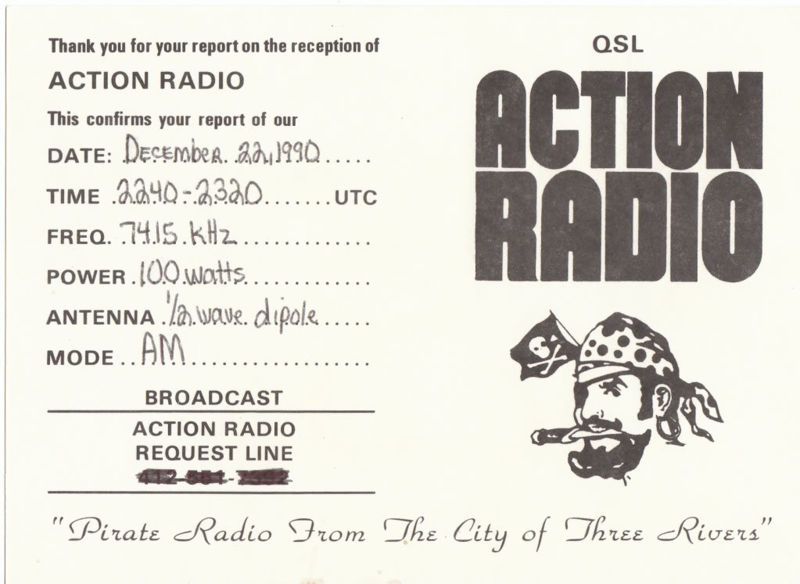 Thank you for your report on the reception of
ACTION RADIO
This confirms your report of our
DATE: December 22, 1990
TIME 2240-2320 UTC
FREQ. 7415 kHz
POWER 100 watts
ANTENNA 1/2 wave dipole
MODE AM
BROADCAST
ACTION RADIO
REQUEST LINE
QSL
ACTION
RADIO
"Pirate Radio From The City of Three Rivers"